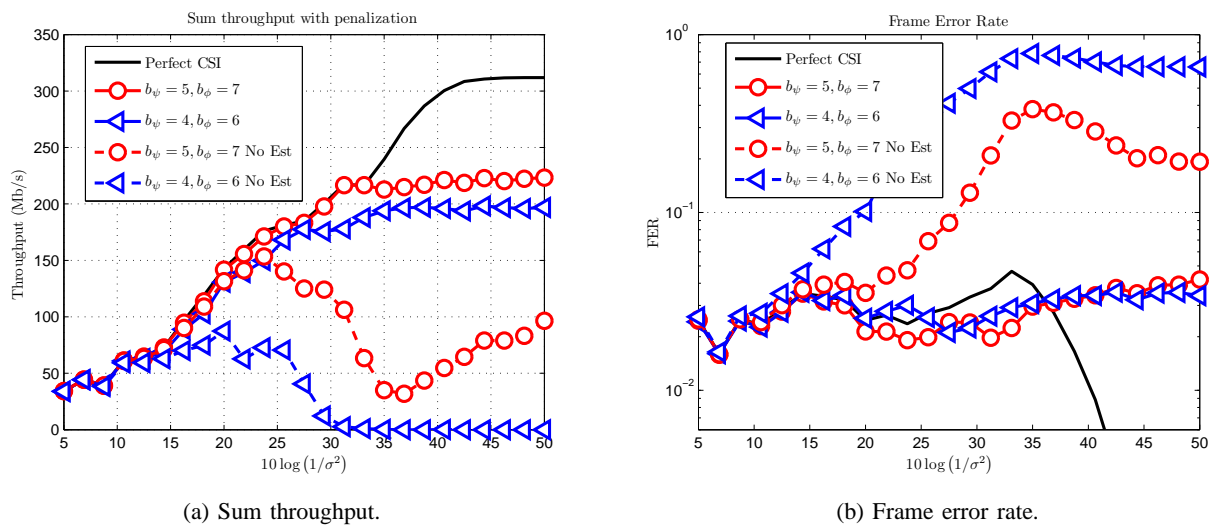 Sum throughput with penalization
350
300
250
200
150
100
50
0
Throughput (Mb/s)
Perfect CSI
b_ψ = 5, b_ϕ = 7
b_ψ = 4, b_ϕ = 6
b_ψ = 5, b_ϕ = 7 No Est
b_ψ = 4, b_ϕ = 6 No Est
5 10 15 20 25 30 35 40 45 50
10 log (1/σ²)
(a) Sum throughput.
Frame Error Rate
10⁰
10⁻¹
10⁻²
FER
Perfect CSI
b_ψ = 5, b_ϕ = 7
b_ψ = 4, b_ϕ = 6
b_ψ = 5, b_ϕ = 7 No Est
b_ψ = 4, b_ϕ = 6 No Est
5 10 15 20 25 30 35 40 45 50
10 log (1/σ²)
(b) Frame error rate.